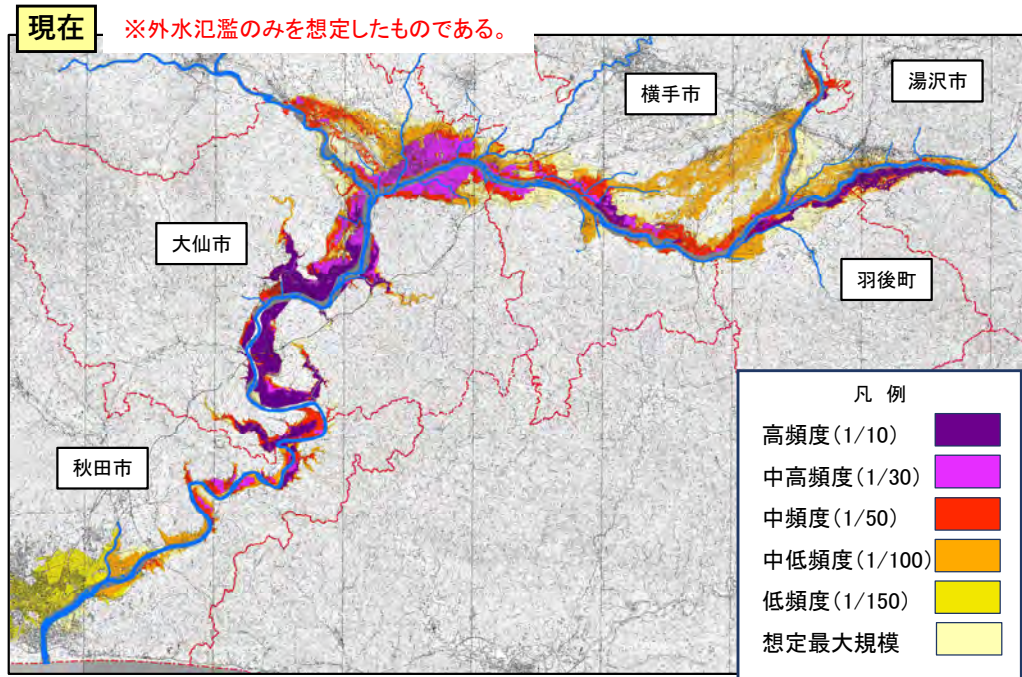 現在
※外水氾濫のみを想定したものである。
横手市
湯沢市
大仙市
羽後町
秋田市
凡 例
高頻度(1/10)
中高頻度(1/30)
中頻度(1/50)
中低頻度(1/100)
低頻度(1/150)
想定最大規模